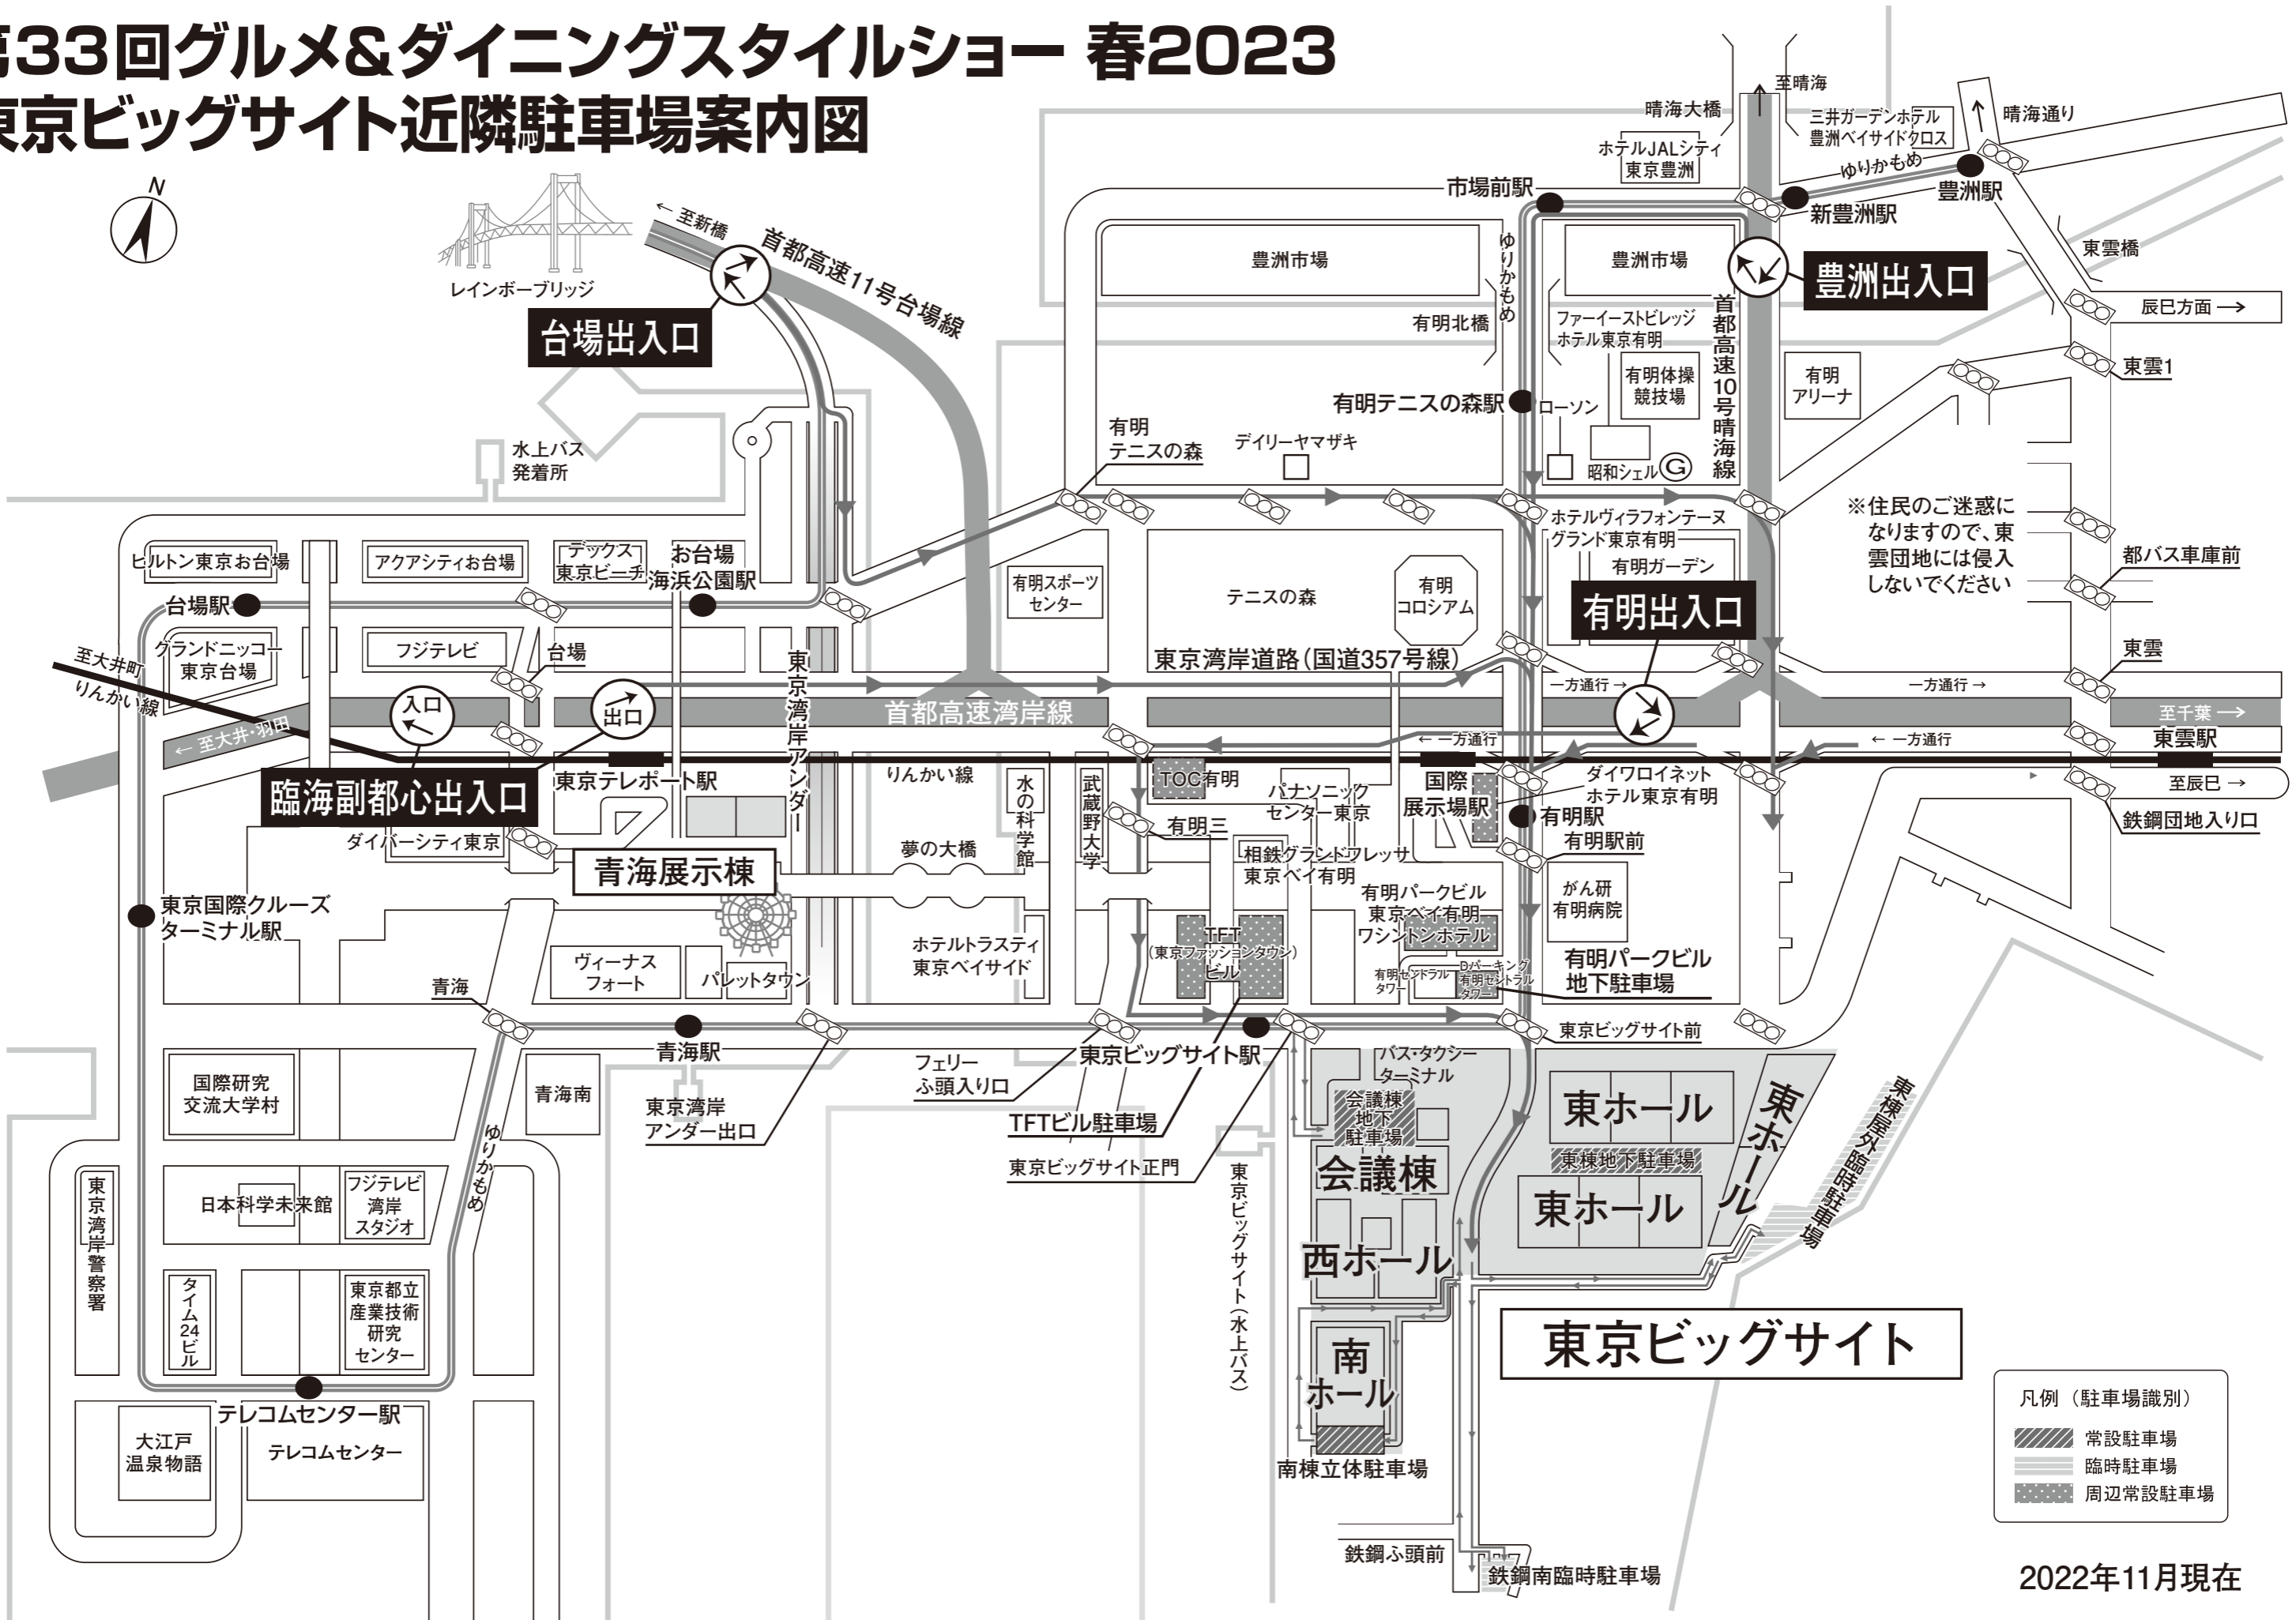 第33回グルメ&ダイニングスタイルショー 春2023
東京ビッグサイト近隣駐車場案内図
N
レインボーブリッジ
← 至新橋
首都高速11号台場線
台場出入口
水上バス
発着所
晴海大橋
至晴海
ホテルJALシティ
東京豊洲
三井ガーデンホテル
豊洲ベイサイドクロス
晴海通り
ゆりかもめ
市場前駅
新豊洲駅
豊洲駅
東雲橋
豊洲市場
ゆりかもめ
豊洲市場
豊洲出入口
辰巳方面 →
有明北橋
ファーイーストビレッジ
ホテル東京有明
首都高速10号晴海線
有明体操
競技場
有明
アリーナ
東雲1
有明テニスの森駅
ローソン
有明
テニスの森
デイリーヤマザキ
昭和シェル
G
※住民のご迷惑に
なりますので、東
雲団地には侵入
しないでください
ホテルヴィラフォンテーヌ
グランド東京有明
有明ガーデン
都バス車庫前
ヒルトン東京お台場
アクアシティお台場
デックス
東京ビーチ
お台場
海浜公園駅
台場駅
有明スポーツ
センター
テニスの森
有明
コロシアム
有明出入口
グランドニッコー
東京台場
フジテレビ
台場
東京湾岸道路(国道357号線)
東雲
至大井町
りんかい線
入口
出口
東京湾岸アンダー
首都高速湾岸線
一方通行 →
一方通行 →
← 至大井・羽田
至千葉 →
← 一方通行
← 一方通行
東雲駅
臨海副都心出入口
東京テレポート駅
りんかい線
水の科学館
武蔵野大学
TOC有明
パナソニック
センター東京
国際
展示場駅
ダイワロイネット
ホテル東京有明
至辰巳 →
鉄鋼団地入り口
ダイバーシティ東京
有明三
有明駅
有明駅前
青海展示棟
夢の大橋
相鉄グランドフレッサ
東京ベイ有明
有明パークビル
東京ベイ有明
ワシントンホテル
がん研
有明病院
東京国際クルーズ
ターミナル駅
ヴィーナス
フォート
パレットタウン
ホテルトラスティ
東京ベイサイド
TFT
(東京ファッションタウン)
ビル
有明セントラル
タワー
Dパーキング
有明セントラル
タワー
有明パークビル
地下駐車場
青海
青海駅
東京ビッグサイト駅
東京ビッグサイト前
国際研究
交流大学村
青海南
東京湾岸
アンダー出口
フェリー
ふ頭入り口
TFTビル駐車場
東京ビッグサイト正門
バス・タクシー
ターミナル
会議棟
地下
駐車場
会議棟
東ホール
東棟地下駐車場
東ホール
東ホール
東棟屋外臨時駐車場
ゆりかもめ
東京湾岸警察署
日本科学未来館
フジテレビ
湾岸
スタジオ
東京ビッグサイト(水上バス)
西ホール
タイム24ビル
東京都立
産業技術
研究
センター
南
ホール
東京ビッグサイト
テレコムセンター駅
大江戸
温泉物語
テレコムセンター
南棟立体駐車場
凡例(駐車場識別)
常設駐車場
臨時駐車場
周辺常設駐車場
鉄鋼ふ頭前
鉄鋼南臨時駐車場
2022年11月現在